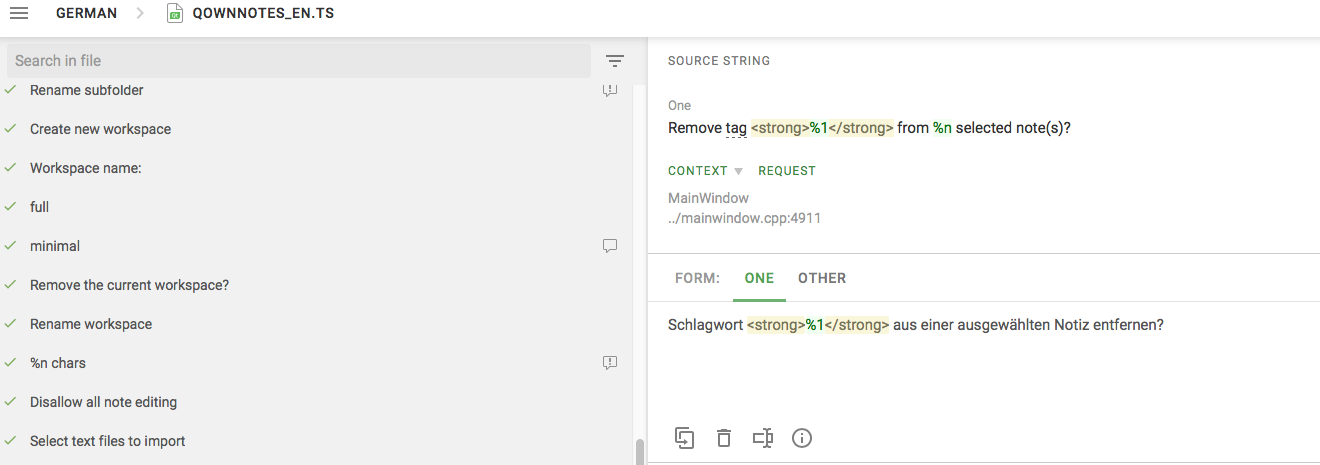 GERMAN
QOWNNOTES_EN.TS
Search in file
Rename subfolder
Create new workspace
Workspace name:
full
minimal
Remove the current workspace?
Rename workspace
%n chars
Disallow all note editing
Select text files to import
SOURCE STRING
One
Remove tag <strong>%1</strong> from %n selected note(s)?
CONTEXT REQUEST
MainWindow
../mainwindow.cpp:4911
FORM: ONE OTHER
Schlagwort <strong>%1</strong> aus einer ausgewählten Notiz entfernen?